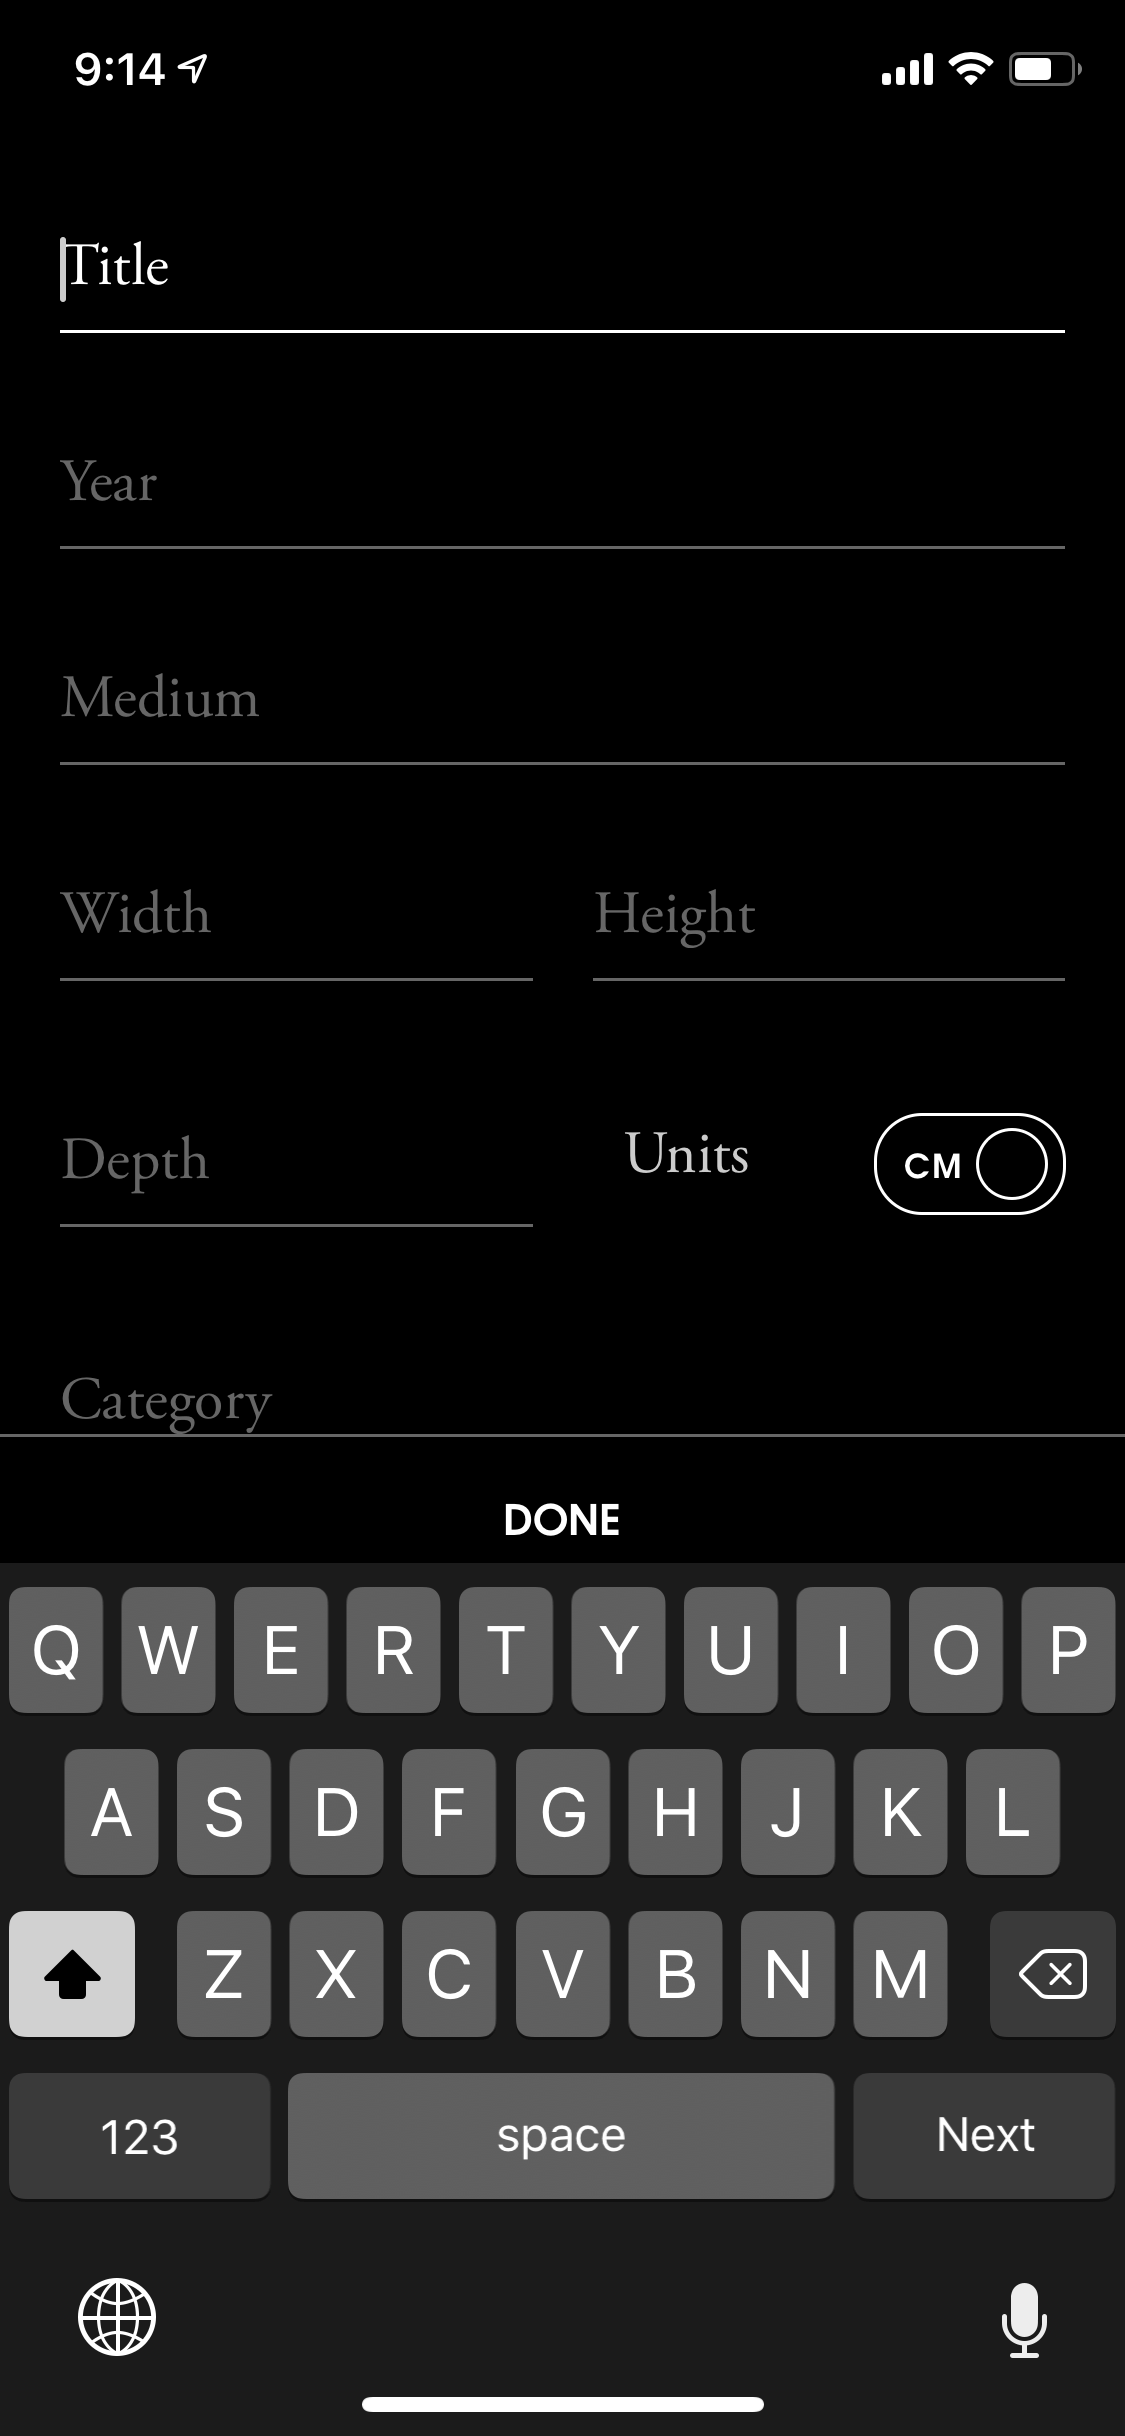 9:14
Title
Year
Medium
Width Height
Depth Units CM
Category
DONE
Q W E R T Y U I O P
A S D F G H J K L
Z X C V B N M
123 space Next